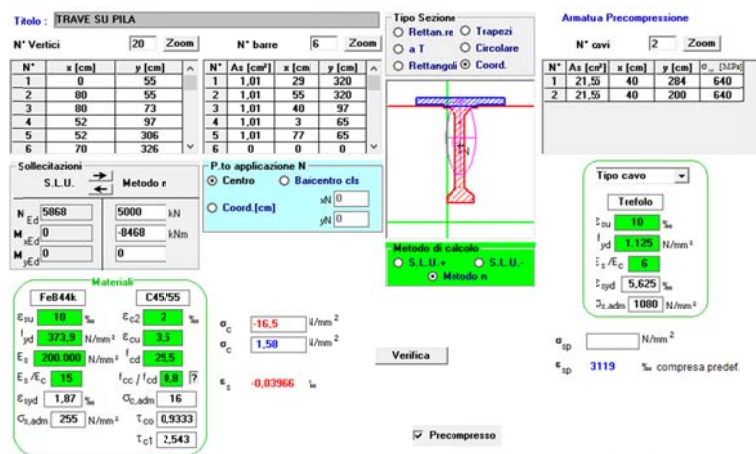 Titolo : TRAVE SU PILA
N° Vertici 20 Zoom N° barre 6 Zoom
N° x [cm] y [cm]
1 0 55
2 80 55
3 80 73
4 52 97
5 52 306
6 70 326
N° As [cm²] x [cm] y [cm]
1 1,01 29 320
2 1,01 55 320
3 1,01 40 97
4 1,01 3 65
5 1,01 77 65
6 0 0 0
Tipo Sezione
Rettan.re Trapezi
a T Circolare
Rettangoli Coord.
Armatua Precompressione
N° cavi 2 Zoom
N° As [cm²] x [cm] y [cm] [MPa]
1 21,55 40 284 640
2 21,55 40 200 640
Sollecitazioni
S.L.U. Metodo n
N Ed 5868 5000 kN
M xEd 0 -8468 kNm
M yEd 0 0
P.to applicazione N
Centro Baricentro cls
Coord.[cm] xN 0
yN 0
N
Metodo di calcolo
S.L.U.+ S.L.U.-
Metodo n
Tipo cavo
Trefolo
εsu 10 ‰
fyd 1.125 N/mm²
Es/Ec 6
εsyd 5,625 ‰
σs,adm 1080 N/mm²
Materiali
FeB44k C45/55
εsu 10 ‰ εc2 2 ‰
fyd 373,9 N/mm² εcu 3,5
Es 200.000 N/mm² fcd 25,5
Es/Ec 15 fcc / fcd 0,8 ?
εsyd 1,87 ‰ σc,adm 16
σs,adm 255 N/mm² τco 0,9333
τc1 2,543
σc -16,5 N/mm²
σc 1,58 N/mm²
εs -0,03966 ‰
Verifica
Precompresso
σsp N/mm²
εsp 3119 ‰ compresa predef.